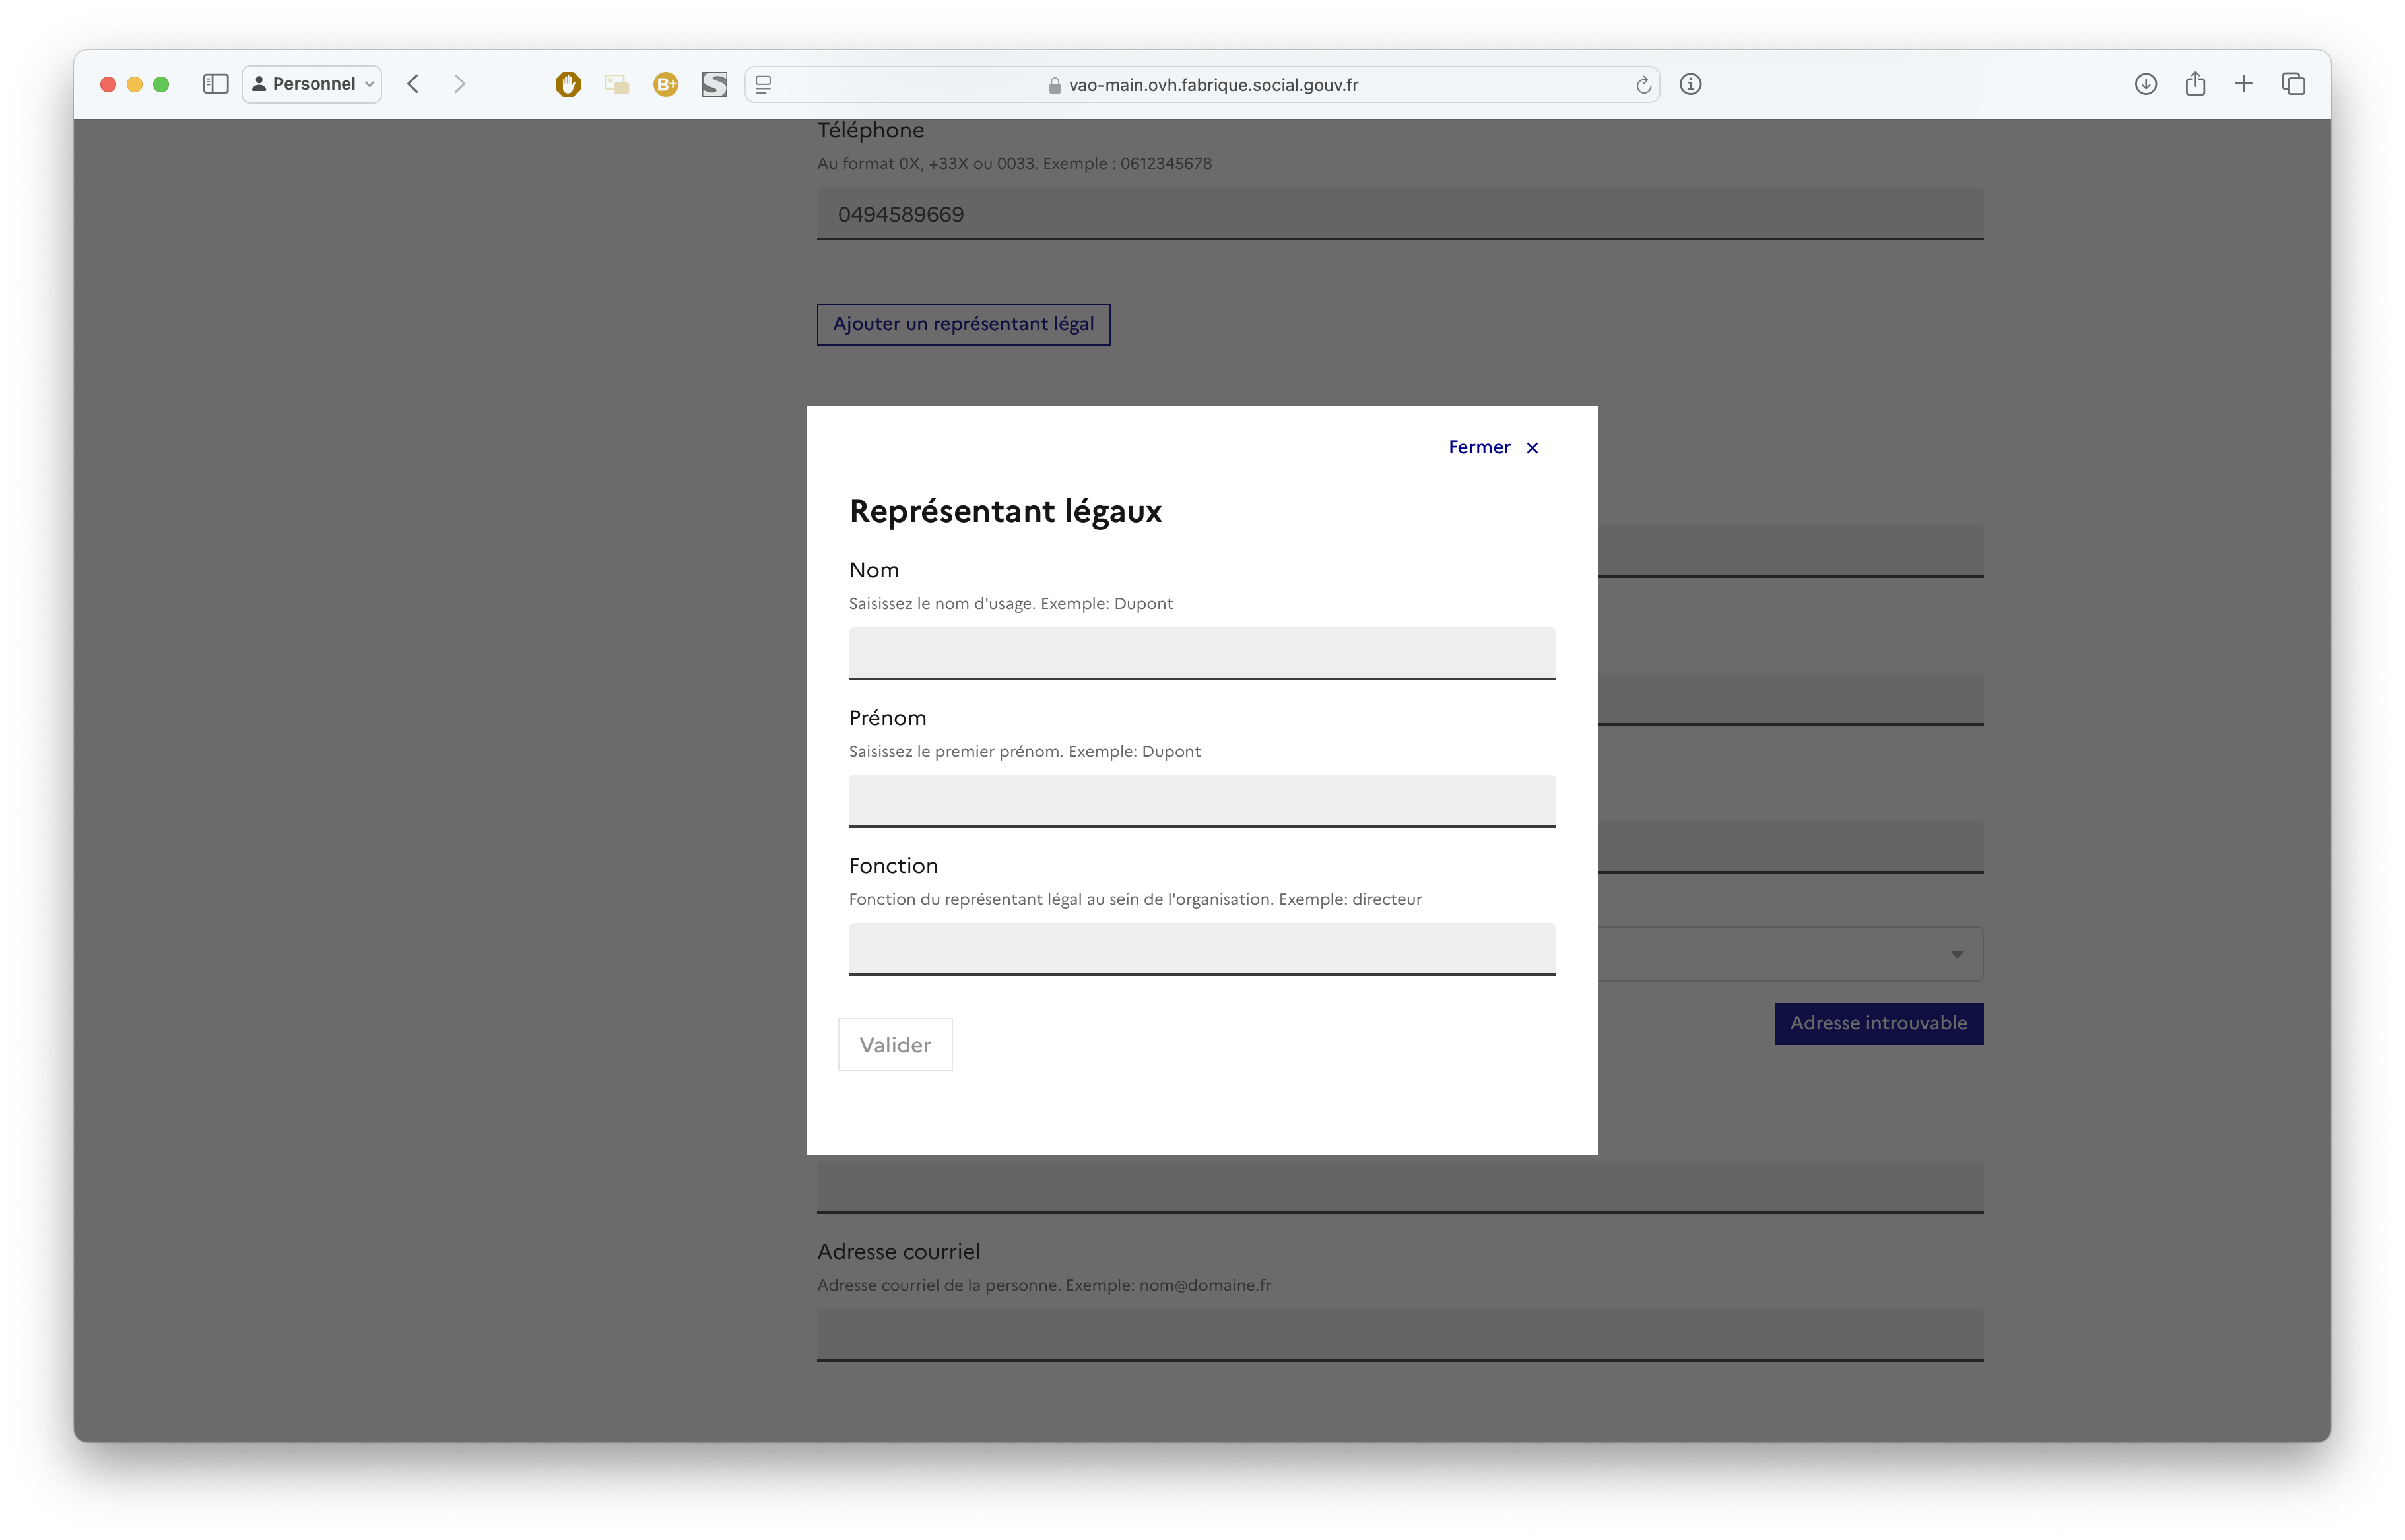 Personnel
B+
vao-main.ovh.fabrique.social.gouv.fr
Téléphone
Au format 0X, +33X ou 0033. Exemple : 0612345678
0494589669
Ajouter un représentant légal
Fermer ×
Représentant légaux
Nom
Saisissez le nom d'usage. Exemple: Dupont
Prénom
Saisissez le premier prénom. Exemple: Dupont
Fonction
Fonction du représentant légal au sein de l'organisation. Exemple: directeur
Adresse introuvable
Valider
Adresse courriel
Adresse courriel de la personne. Exemple: nom@domaine.fr